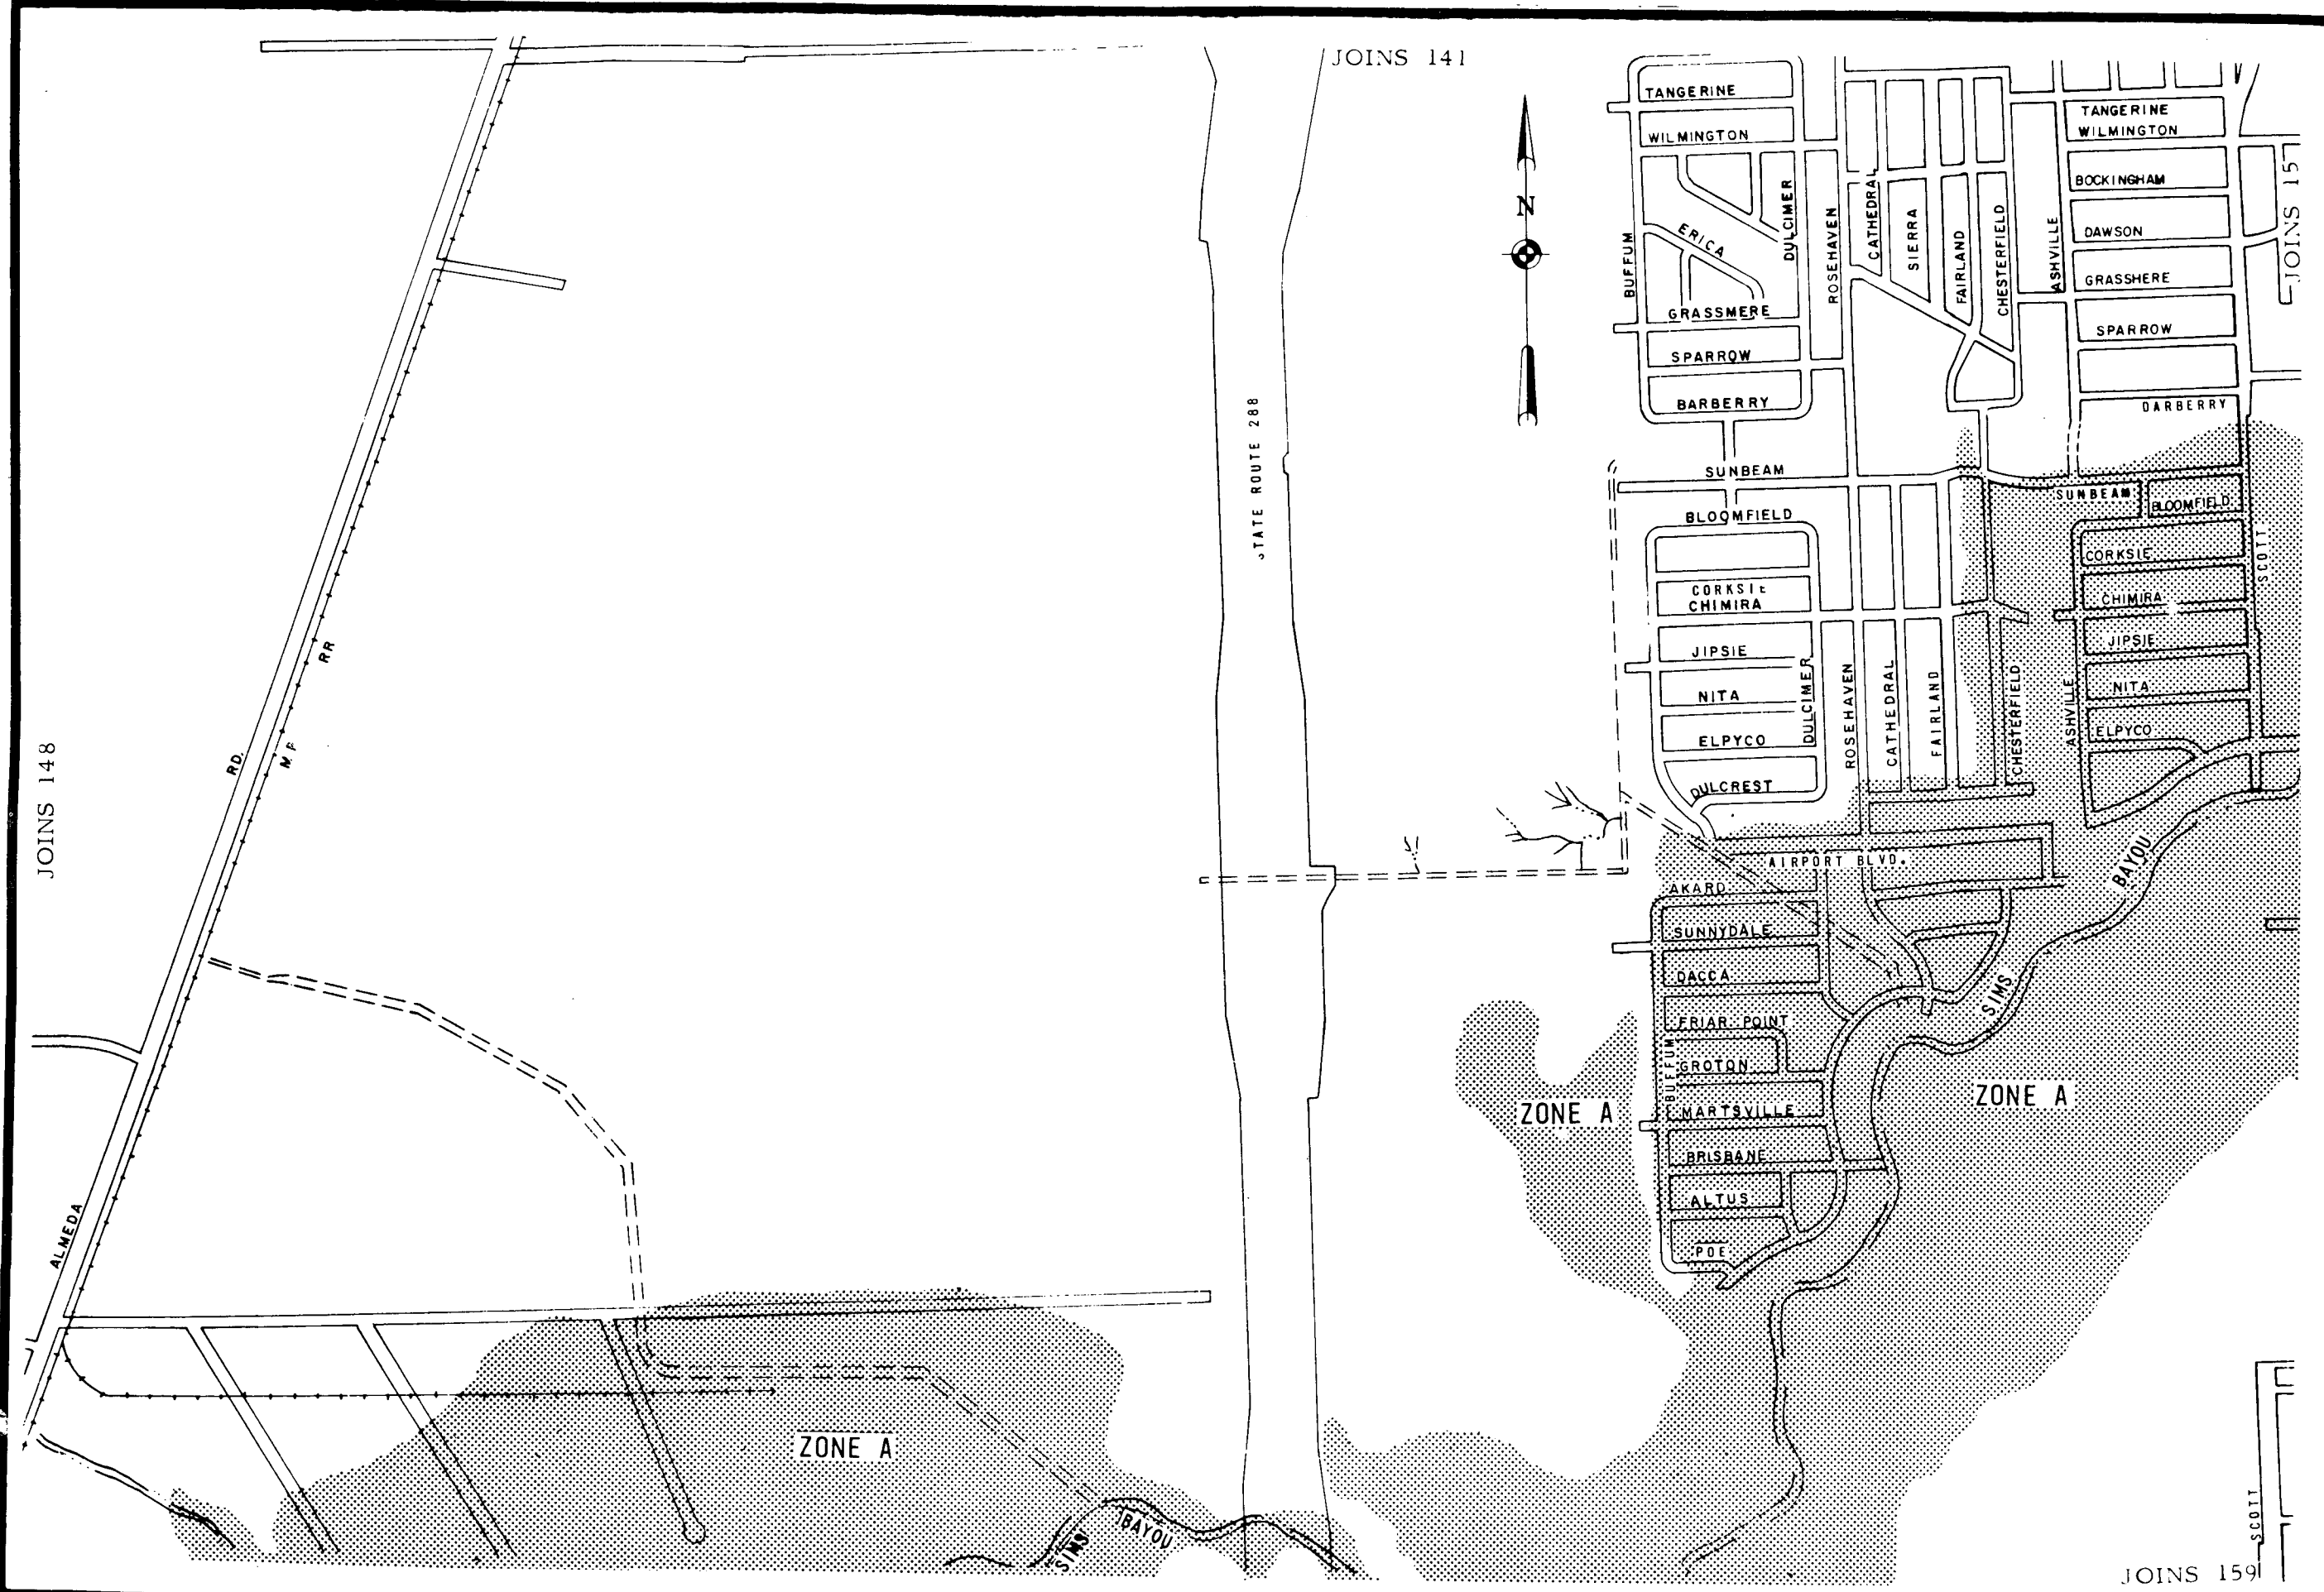 JOINS 141
TANGERINE
WILMINGTON
ERICA
BUFFUM
DULCIMER
ROSEHAVEN
CATHEDRAL
SIERRA
FAIRLAND
CHESTERFIELD
ASHVILLE
TANGERINE
WILMINGTON
BOCKINGHAM
DAWSON
GRASSHERE
SPARROW
DARBERRY
JOINS 151
N
GRASSMERE
SPARROW
BARBERRY
STATE ROUTE 288
SUNBEAM
BLOOMFIELD
SUNBEAM
BLOOMFIELD
CORKSIE
CHIMIRA
JIPSIE
NITA
ELPYCO
DULCREST
DULCIMER
ROSEHAVEN
CATHEDRAL
FAIRLAND
CHESTERFIELD
ASHVILLE
CORKSIE
CHIMIRA
JIPSIE
NITA
ELPYCO
SCOTT
JOINS 148
RD.
M.P.
RR
ALMEDA
AIRPORT BLVD.
AKARD
SUNNYDALE
DACCA
FRIAR POINT
GROTON
BUFFUM
MARTSVILLE
BRISBANE
ALTUS
POE
SIMS
BAYOU
ZONE A
ZONE A
ZONE A
SIMS
BAYOU
SCOTT
JOINS 159